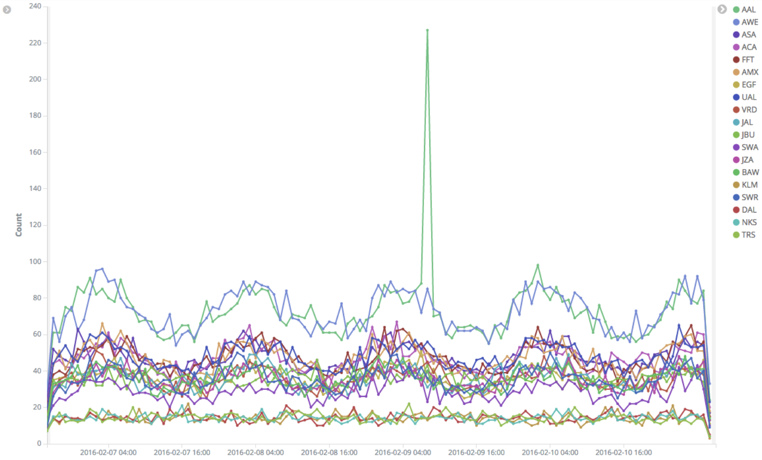 240
220
200
180
160
140
120
100
80
60
40
20
0
Count
2016-02-07 04:00 2016-02-07 16:00 2016-02-08 04:00 2016-02-08 16:00 2016-02-09 04:00 2016-02-09 16:00 2016-02-10 04:00 2016-02-10 16:00
AAL
AWE
ASA
ACA
FFT
AMX
EGF
UAL
VRD
JAL
JBU
SWA
JZA
BAW
KLM
SWR
DAL
NKS
TRS